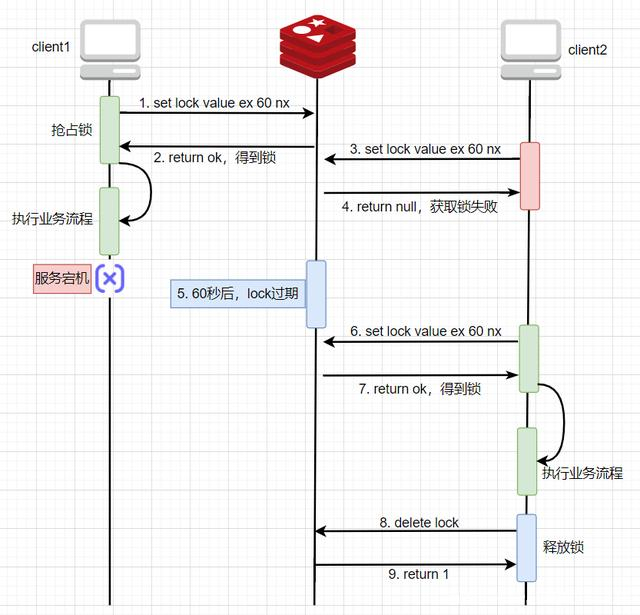 client1
client2
1. set lock value ex 60 nx
抢占锁
2. return ok，得到锁
3. set lock value ex 60 nx
4. return null，获取锁失败
执行业务流程
服务宕机
5. 60秒后，lock过期
6. set lock value ex 60 nx
7. return ok，得到锁
执行业务流程
8. delete lock
释放锁
9. return 1